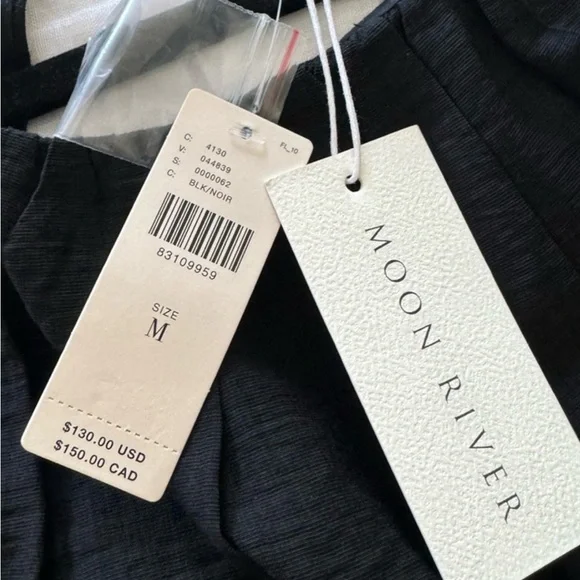 C: 4130
V: 044839
S: 0000062
C: BLK/NOIR
FL_10
83109959
SIZE
M
$130.00 USD
$150.00 CAD
MOON RIVER